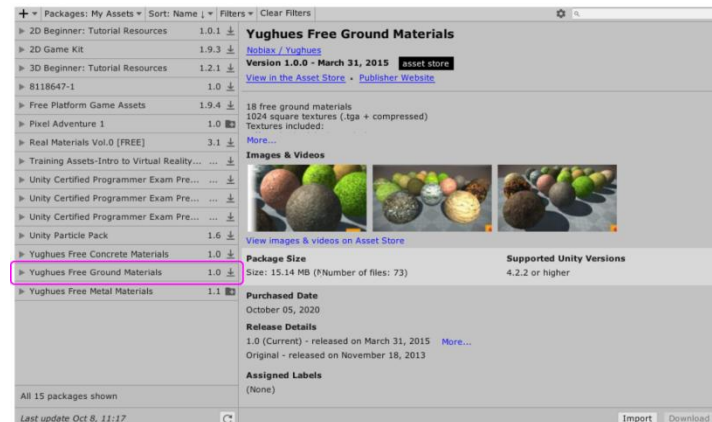 + Packages: My Assets Sort: Name ↓ Filters Clear Filters
2D Beginner: Tutorial Resources 1.0.1
2D Game Kit 1.9.3
3D Beginner: Tutorial Resources 1.2.1
8118647-1 1.0
Free Platform Game Assets 1.9.4
Pixel Adventure 1 1.0
Real Materials Vol.0 [FREE] 3.1
Training Assets-Intro to Virtual Reality... ...
Unity Certified Programmer Exam Pre... ...
Unity Certified Programmer Exam Pre... ...
Unity Certified Programmer Exam Pre... ...
Unity Particle Pack 1.6
Yughues Free Concrete Materials 1.0
Yughues Free Ground Materials 1.0
Yughues Free Metal Materials 1.1
All 15 packages shown
Last update Oct 8, 11:17
Yughues Free Ground Materials
Nobiax / Yughues
Version 1.0.0 - March 31, 2015 asset store
View in the Asset Store • Publisher Website
18 free ground materials
1024 square textures (.tga + compressed)
Textures included:
More...
Images & Videos
View images & videos on Asset Store
Package Size
Size: 15.14 MB (Number of files: 73)
Supported Unity Versions
4.2.2 or higher
Purchased Date
October 05, 2020
Release Details
1.0 (Current) - released on March 31, 2015 More...
Original - released on November 18, 2013
Assigned Labels
(None)
Import Download